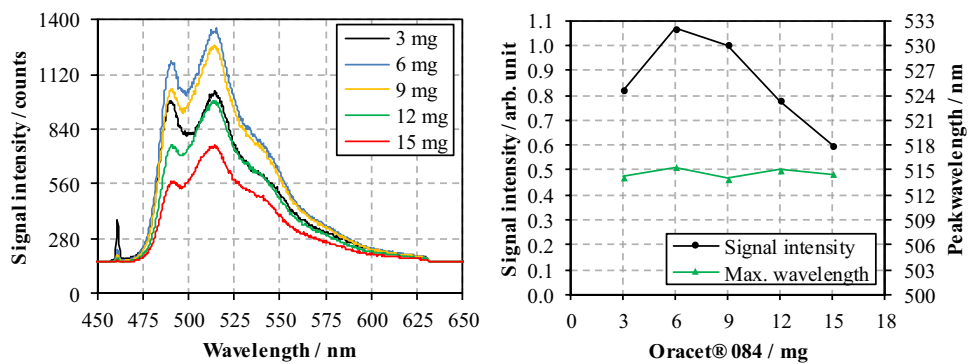 Signal intensity / counts
1400
1120
840
560
280
0
3 mg
6 mg
9 mg
12 mg
15 mg
450 475 500 525 550 575 600 625 650
Wavelength / nm
Signal intensity / arb. unit
1.1
1.0
0.9
0.8
0.7
0.6
0.5
0.4
0.3
0.2
0.1
0.0
Signal intensity
Max. wavelength
533
530
527
524
521
518
515
512
509
506
503
500
Peakwavelength / nm
0 3 6 9 12 15 18
Oracet® 084 / mg